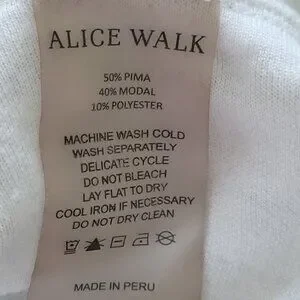 ALICE WALK
50% PIMA
40% MODAL
10% POLYESTER
MACHINE WASH COLD
WASH SEPARATELY
DELICATE CYCLE
DO NOT BLEACH
LAY FLAT TO DRY
COOL IRON IF NECESSARY
DO NOT DRY CLEAN
MADE IN PERU